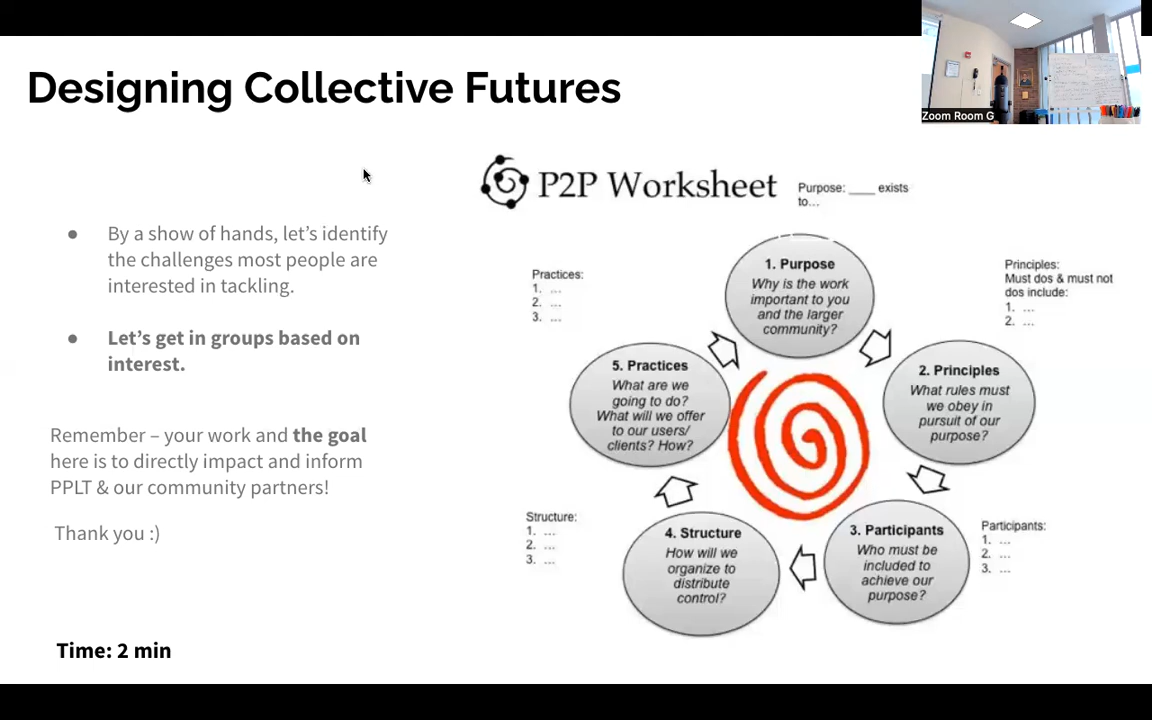 Designing Collective Futures
Zoom Room G
● By a show of hands, let’s identify
the challenges most people are
interested in tackling.
● Let’s get in groups based on
interest.
Remember – your work and the goal
here is to directly impact and inform
PPLT & our community partners!
Thank you :)
Time: 2 min
P2P Worksheet
Purpose: ____ exists
to...
1. Purpose
Why is the work
important to you
and the larger
community?
Principles:
Must dos & must not
dos include:
1. ...
2. ...
2. Principles
What rules must
we obey in
pursuit of our
purpose?
Participants:
1. ...
2. ...
3. ...
3. Participants
Who must be
included to
achieve our
purpose?
Structure:
1. ...
2. ...
3. ...
4. Structure
How will we
organize to
distribute
control?
Practices:
1. ...
2. ...
3. ...
5. Practices
What are we
going to do?
What will we offer
to our users/
clients? How?